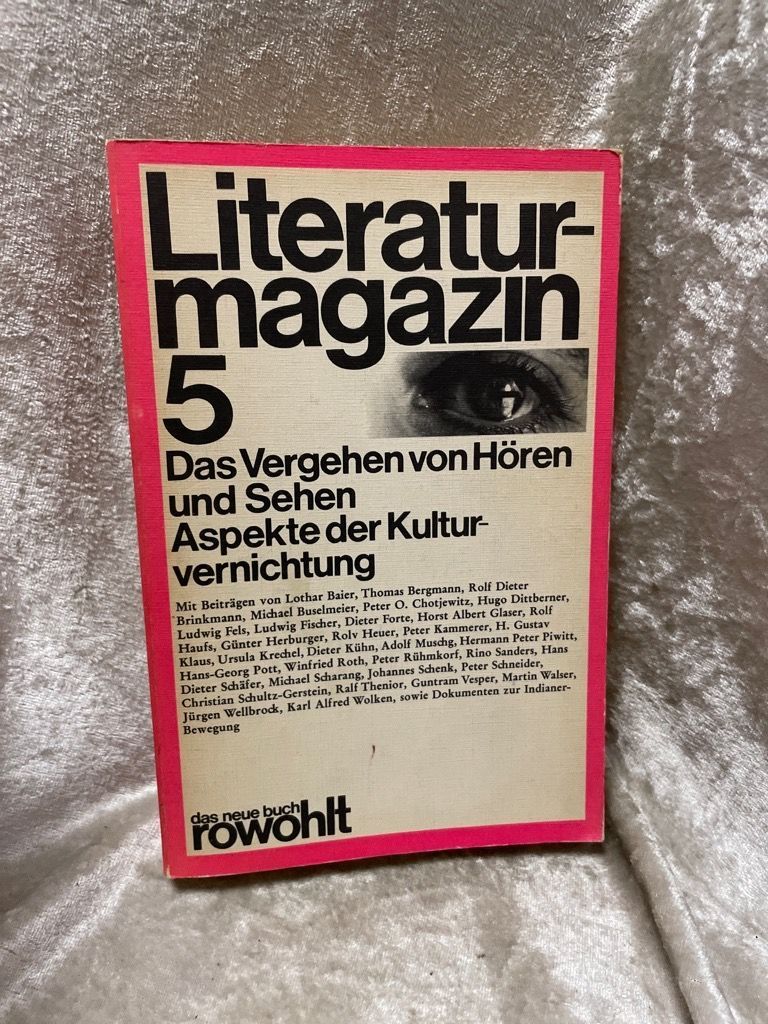 Literatur-
magazin
5
Das Vergehen von Hören
und Sehen
Aspekte der Kultur-
vernichtung
Mit Beiträgen von Lothar Baier, Thomas Bergmann, Rolf Dieter
Brinkmann, Michael Buselmeier, Peter O. Chotjewitz, Hugo Dittberner,
Ludwig Fels, Ludwig Fischer, Dieter Forte, Horst Albert Glaser, Rolf
Haufs, Günter Herburger, Rolv Heuer, Peter Kammerer, H. Gustav
Klaus, Ursula Krechel, Dieter Kühn, Adolf Muschg, Hermann Peter Piwitt,
Hans-Georg Pott, Winfried Roth, Peter Rühmkorf, Rino Sanders, Hans
Dieter Schäfer, Michael Scharang, Johannes Schenk, Peter Schneider,
Christian Schultz-Gerstein, Ralf Thenior, Guntram Vesper, Martin Walser,
Jürgen Wellbrock, Karl Alfred Wolken, sowie Dokumenten zur Indianer-
Bewegung
das neue buch
rowohlt